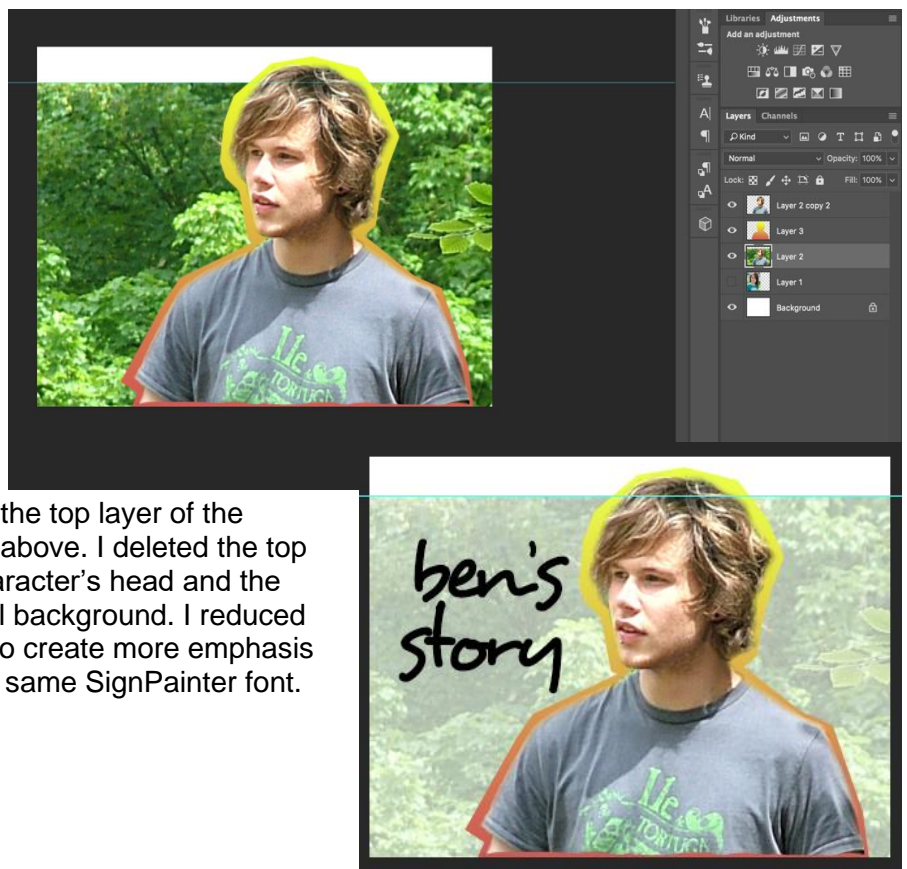 Libraries Adjustments
Add an adjustment
Layers Channels
Kind
Normal Opacity: 100%
Lock: Fill: 100%
Layer 2 copy 2
Layer 3
Layer 2
Layer 1
Background
Ile
TORTUGA
the top layer of the
above. I deleted the top
aracter’s head and the
l background. I reduced
o create more emphasis
same SignPainter font.
ben's
story
Ile
TORTUGA